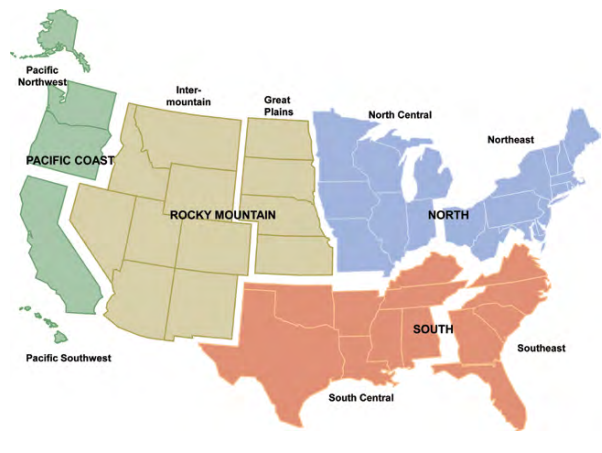 Pacific
Northwest
Inter-
mountain
Great
Plains
North Central
Northeast
PACIFIC COAST
ROCKY MOUNTAIN
NORTH
SOUTH
Southeast
Pacific Southwest
South Central